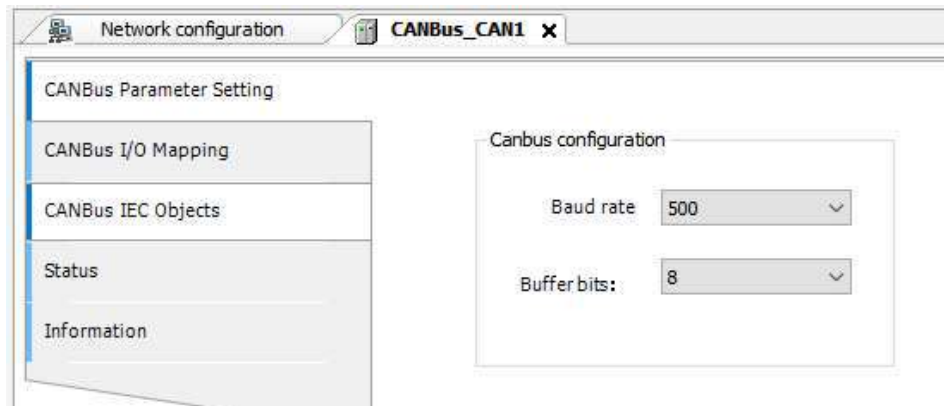 Network configuration
CANBus_CAN1
CANBus Parameter Setting
CANBus I/O Mapping
CANBus IEC Objects
Status
Information
Canbus configuration
Baud rate 500
Buffer bits: 8